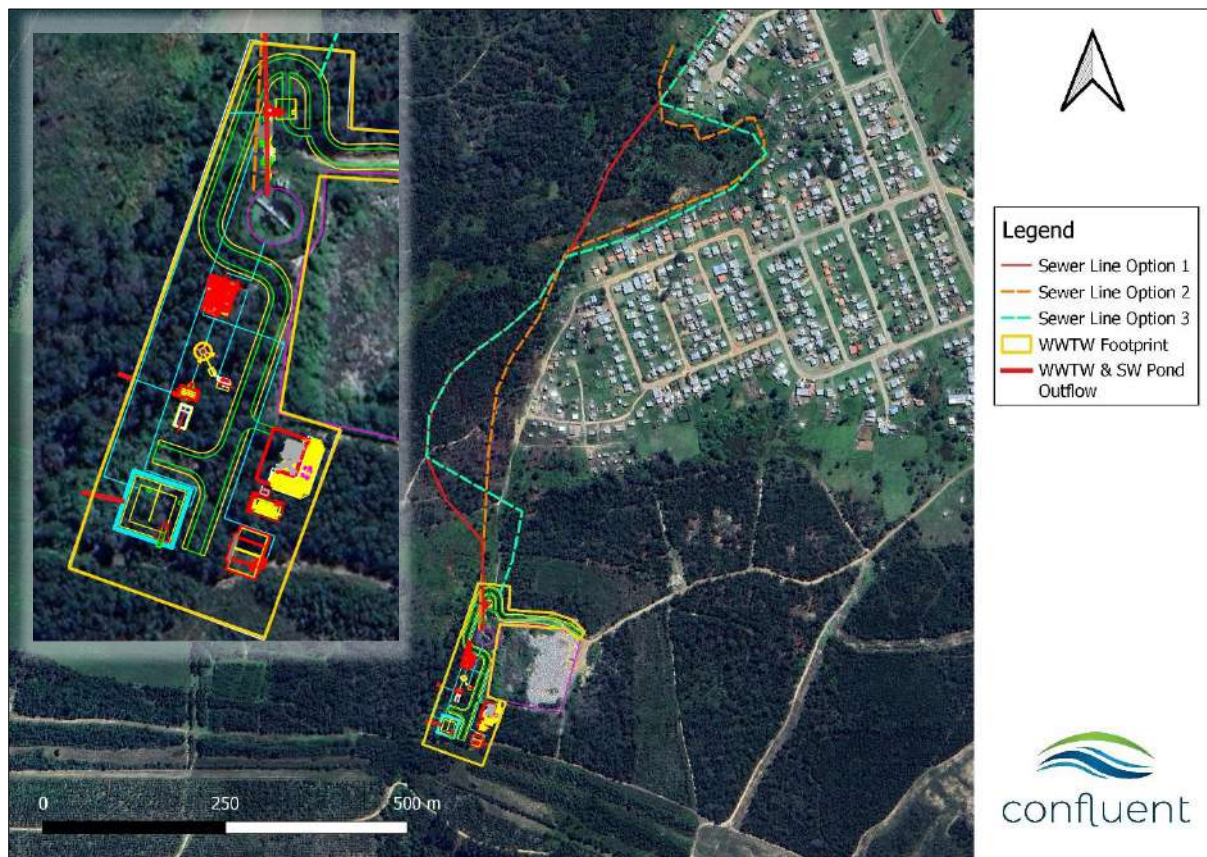 Legend
Sewer Line Option 1
Sewer Line Option 2
Sewer Line Option 3
WWTW Footprint
WWTW & SW Pond
Outflow
0 250 500 m
confluent